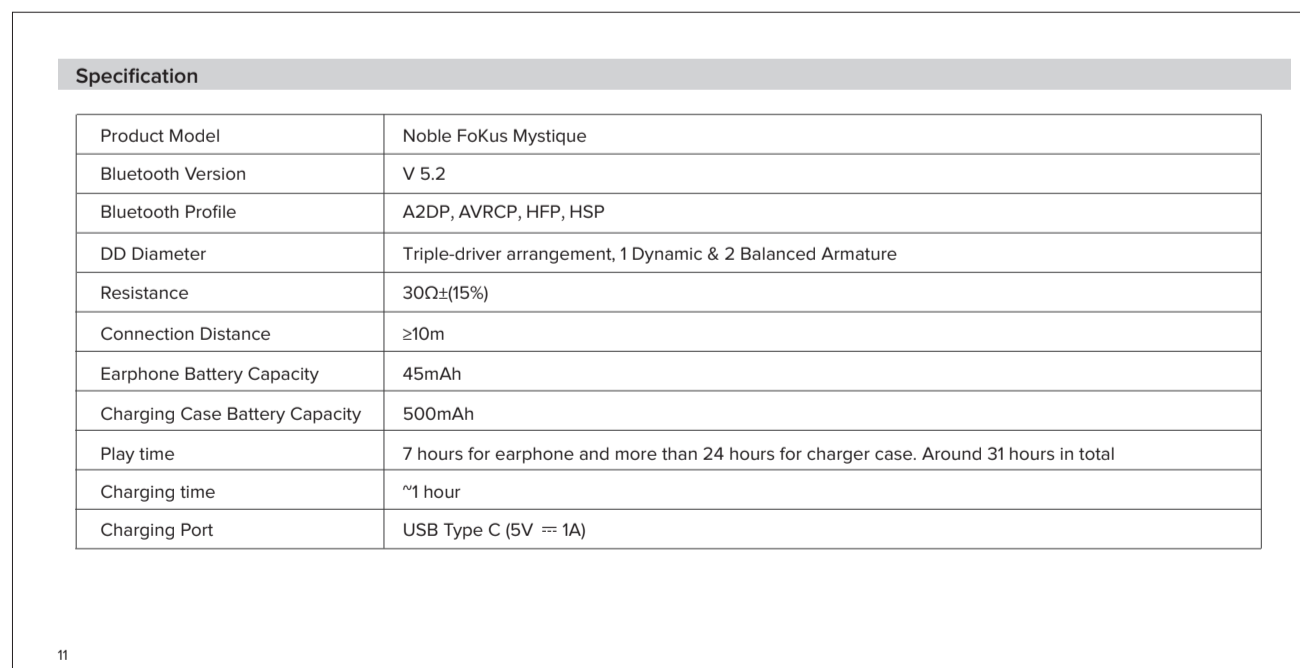 Specification
Product Model Noble FoKus Mystique
Bluetooth Version V 5.2
Bluetooth Profile A2DP, AVRCP, HFP, HSP
DD Diameter Triple-driver arrangement, 1 Dynamic & 2 Balanced Armature
Resistance 30Ω±(15%)
Connection Distance ≥10m
Earphone Battery Capacity 45mAh
Charging Case Battery Capacity 500mAh
Play time 7 hours for earphone and more than 24 hours for charger case. Around 31 hours in total
Charging time ~1 hour
Charging Port USB Type C (5V ⎓ 1A)
11